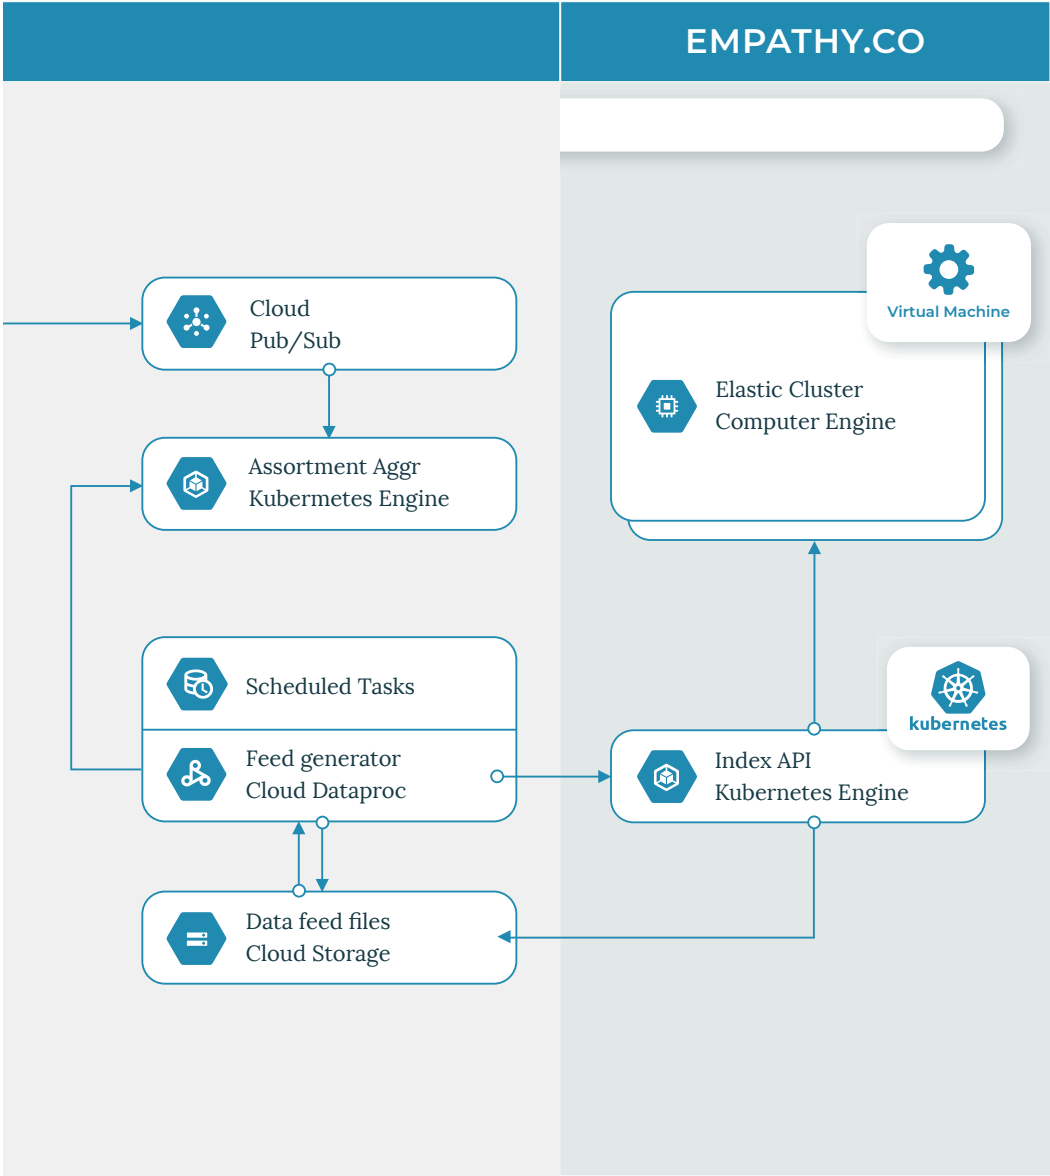 EMPATHY.CO
Cloud
Pub/Sub
Assortment Aggr
Kubermetes Engine
Scheduled Tasks
Feed generator
Cloud Dataproc
Data feed files
Cloud Storage
Virtual Machine
Elastic Cluster
Computer Engine
kubernetes
Index API
Kubernetes Engine